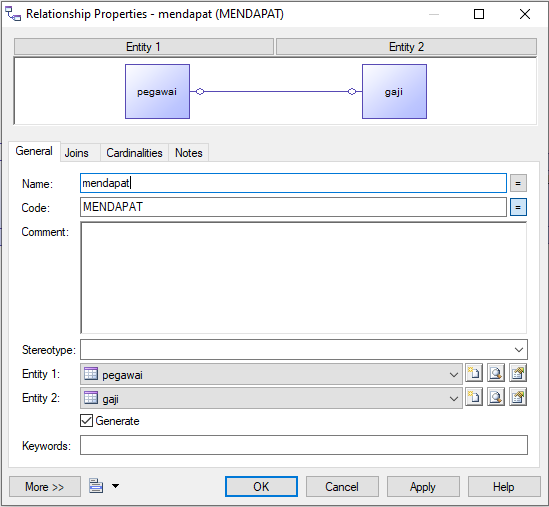 Relationship Properties - mendapat (MENDAPAT)
Entity 1 Entity 2
pegawai gaji
General Joins Cardinalities Notes
Name: mendapat =
Code: MENDAPAT =
Comment:
Stereotype:
Entity 1: pegawai
Entity 2: gaji
Generate
Keywords:
More >> OK Cancel Apply Help